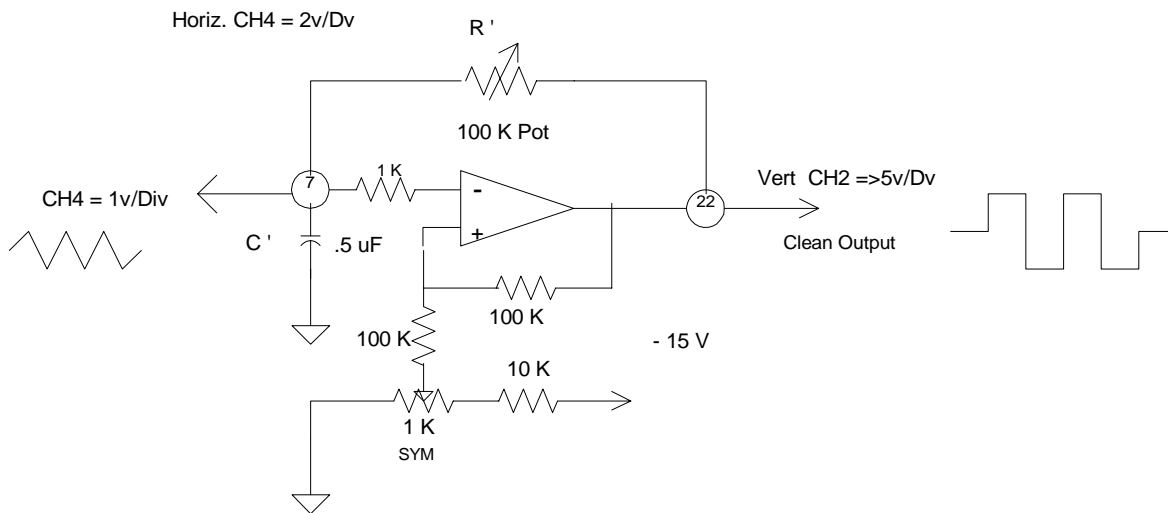 Horiz. CH4 = 2v/Dv
R '
100 K Pot
7
1 K
-
+
22
CH4 = 1v/Div
Vert CH2 =>5v/Dv
Clean Output
C '
.5 uF
100 K
100 K
- 15 V
10 K
1 K
SYM